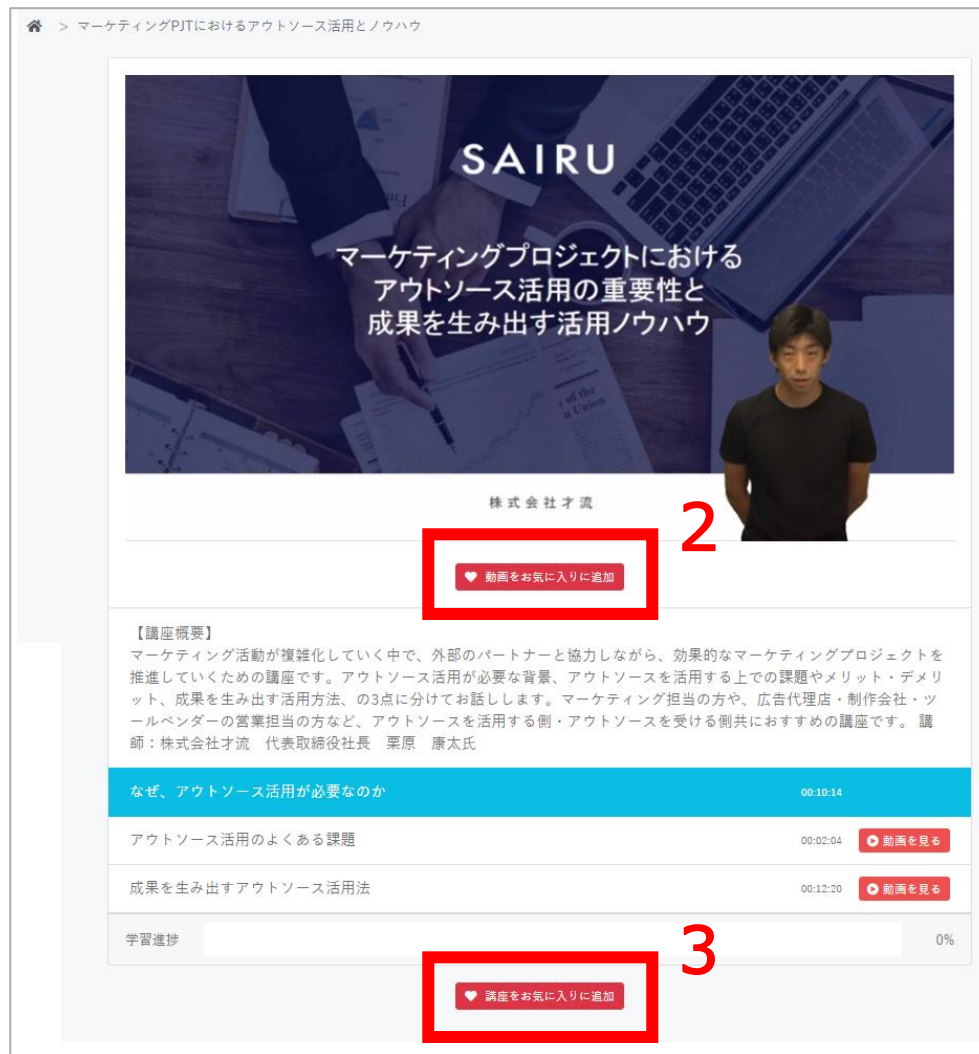 > マーケティングPJTにおけるアウトソース活用とノウハウ
SAIRU
マーケティングプロジェクトにおける
アウトソース活用の重要性と
成果を生み出す活用ノウハウ
of the
Union
株式会社才流
2
動画をお気に入りに追加
【講座概要】
マーケティング活動が複雑化していく中で、外部のパートナーと協力しながら、効果的なマーケティングプロジェクトを
推進していくための講座です。アウトソース活用が必要な背景、アウトソースを活用する上での課題やメリット・デメリ
ット、成果を生み出す活用方法、の3点に分けてお話しします。マーケティング担当の方や、広告代理店・制作会社・ツ
ールベンダーの営業担当の方など、アウトソースを活用する側・アウトソースを受ける側共におすすめの講座です。 講
師：株式会社才流　代表取締役社長　栗原　康太氏
なぜ、アウトソース活用が必要なのか 00:10:14
アウトソース活用のよくある課題 00:02:04 動画を見る
成果を生み出すアウトソース活用法 00:12:20 動画を見る
学習進捗 0%
3
講座をお気に入りに追加